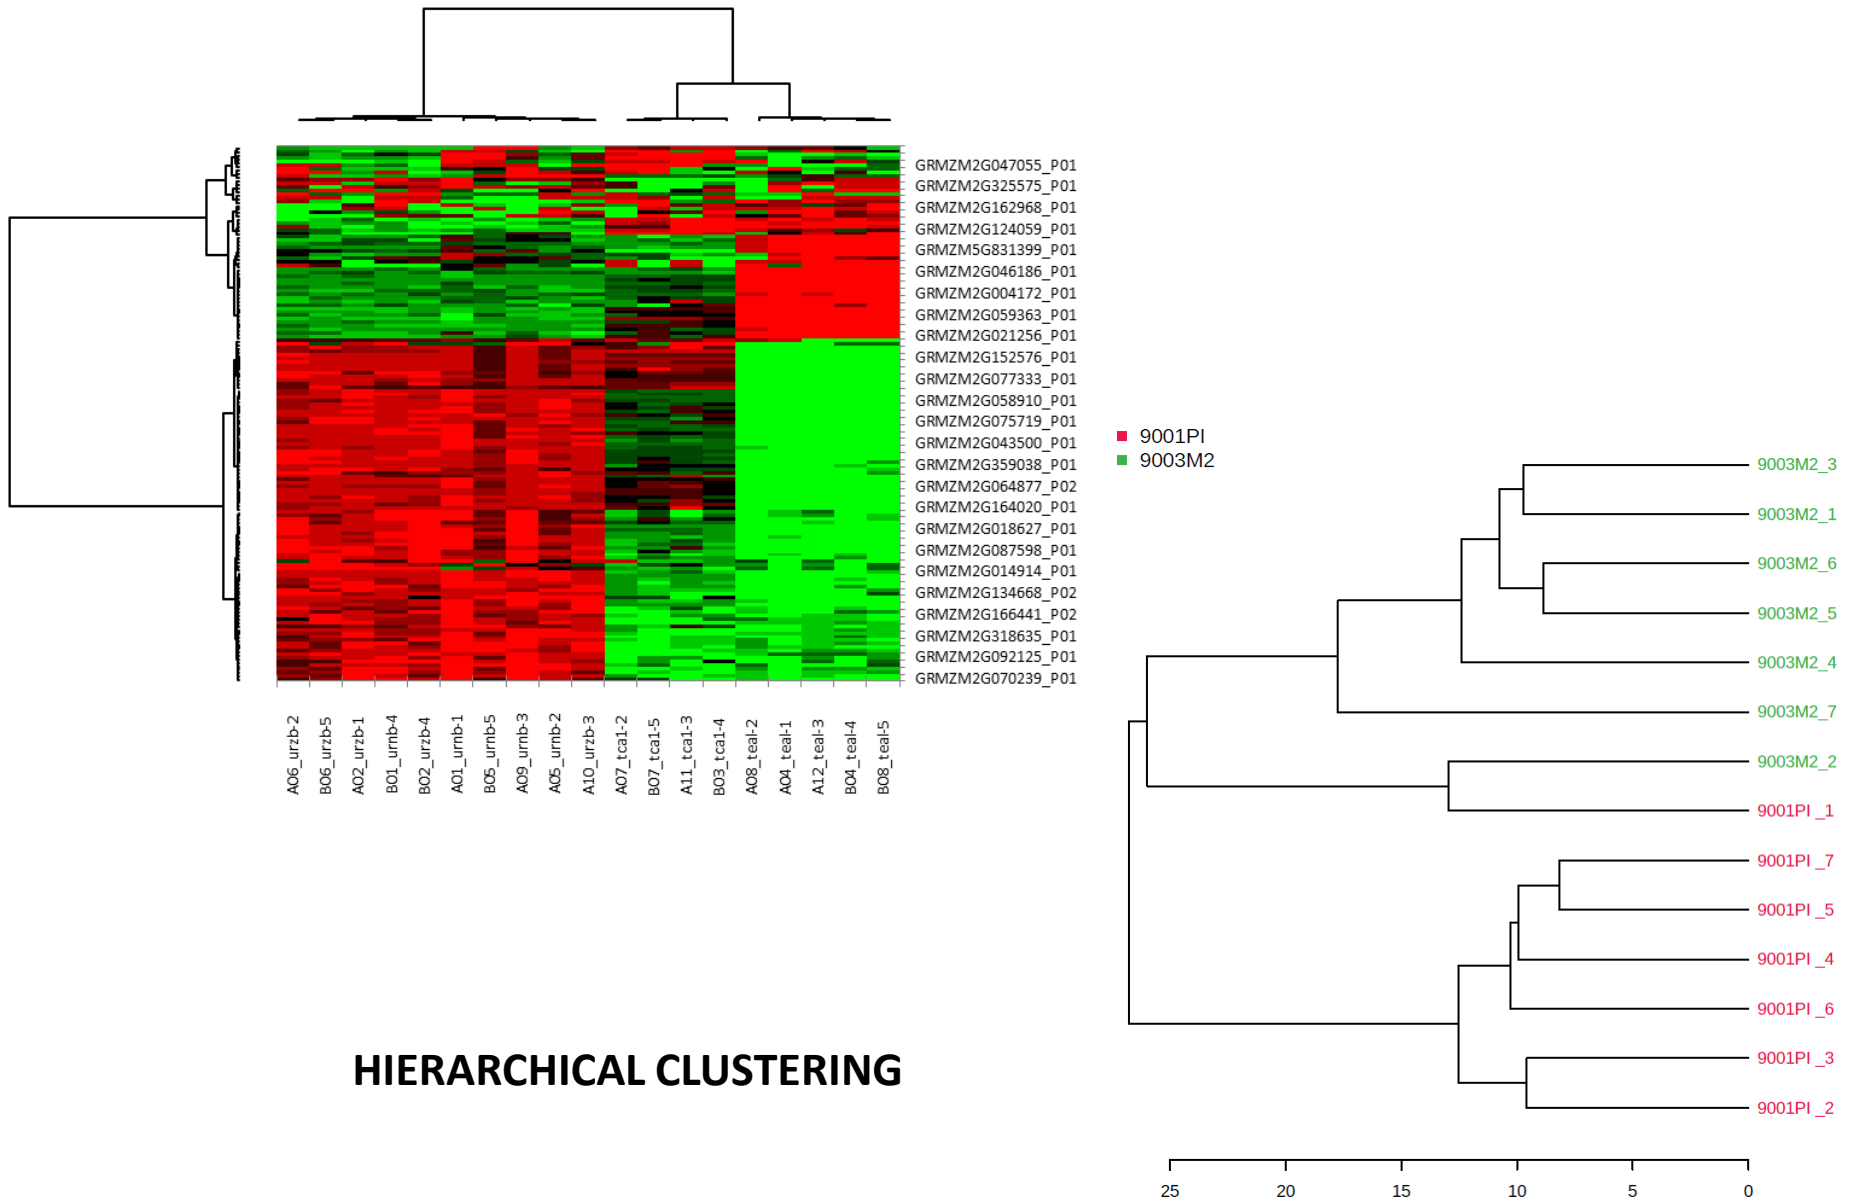 GRMZM2G047055_P01
GRMZM2G325575_P01
GRMZM2G162968_P01
GRMZM2G124059_P01
GRMZM5G831399_P01
GRMZM2G046186_P01
GRMZM2G004172_P01
GRMZM2G059363_P01
GRMZM2G021256_P01
GRMZM2G152576_P01
GRMZM2G077333_P01
GRMZM2G058910_P01
GRMZM2G075719_P01
GRMZM2G043500_P01
GRMZM2G359038_P01
GRMZM2G064877_P02
GRMZM2G164020_P01
GRMZM2G018627_P01
GRMZM2G087598_P01
GRMZM2G014914_P01
GRMZM2G134668_P02
GRMZM2G166441_P02
GRMZM2G318635_P01
GRMZM2G092125_P01
GRMZM2G070239_P01
A06_urzb-2
B06_urzb-5
A02_urzb-1
B01_urnb-4
B02_urzb-4
A01_urnb-1
B05_urnb-5
A09_urnb-3
A05_urnb-2
A10_urzb-3
A07_tca1-2
B07_tca1-5
A11_tca1-3
B03_tca1-4
A08_teal-2
A04_teal-1
A12_teal-3
B04_teal-4
B08_teal-5
HIERARCHICAL CLUSTERING
9001PI
9003M2
9003M2_3
9003M2_1
9003M2_6
9003M2_5
9003M2_4
9003M2_7
9003M2_2
9001PI _1
9001PI _7
9001PI _5
9001PI _4
9001PI _6
9001PI _3
9001PI _2
25 20 15 10 5 0